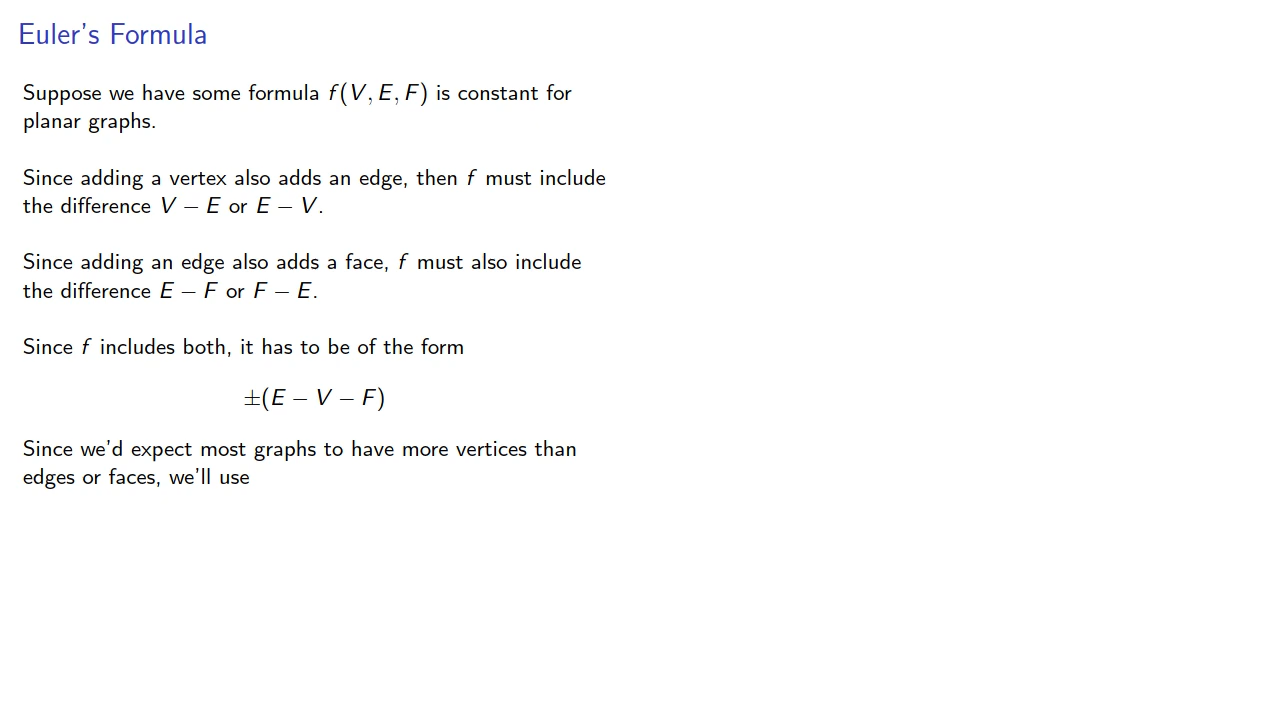 Euler's Formula
Suppose we have some formula f(V, E, F) is constant for
planar graphs.
Since adding a vertex also adds an edge, then f must include
the difference V − E or E − V.
Since adding an edge also adds a face, f must also include
the difference E − F or F − E.
Since f includes both, it has to be of the form
±(E − V − F)
Since we'd expect most graphs to have more vertices than
edges or faces, we'll use